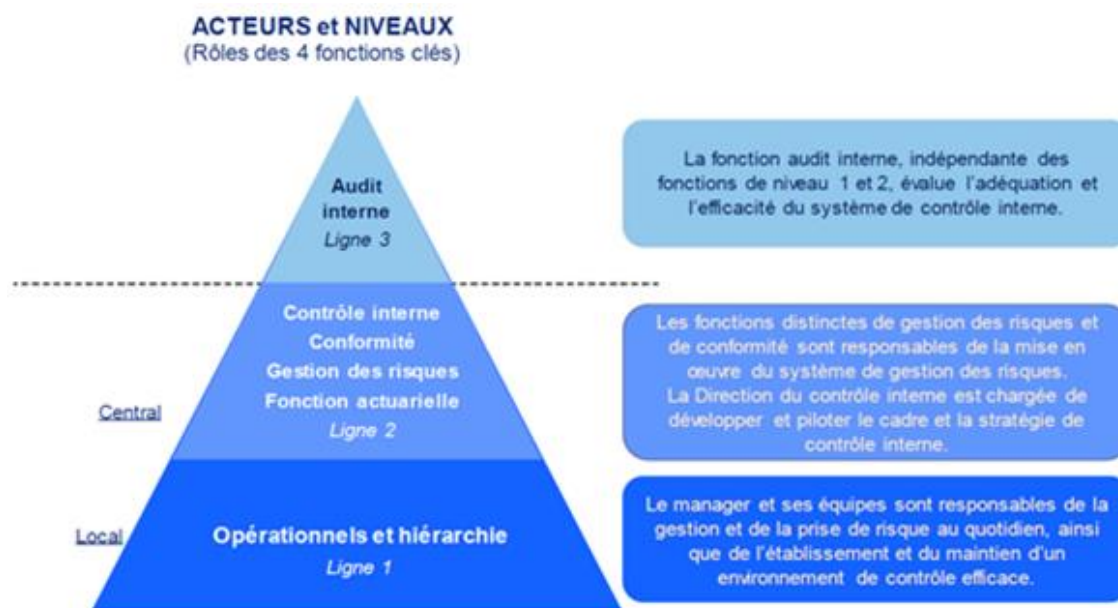 ACTEURS et NIVEAUX
(Rôles des 4 fonctions clés)
Audit
interne
Ligne 3
La fonction audit interne, indépendante des
fonctions de niveau 1 et 2, évalue l'adéquation et
l'efficacité du système de contrôle interne.
Contrôle interne
Conformité
Gestion des risques
Fonction actuarielle
Ligne 2
Central
Les fonctions distinctes de gestion des risques et
de conformité sont responsables de la mise en
œuvre du système de gestion des risques.
La Direction du contrôle interne est chargée de
développer et piloter le cadre et la stratégie de
contrôle interne.
Local
Opérationnels et hiérarchie
Ligne 1
Le manager et ses équipes sont responsables de la
gestion et de la prise de risque au quotidien, ainsi
que de l'établissement et du maintien d'un
environnement de contrôle efficace.